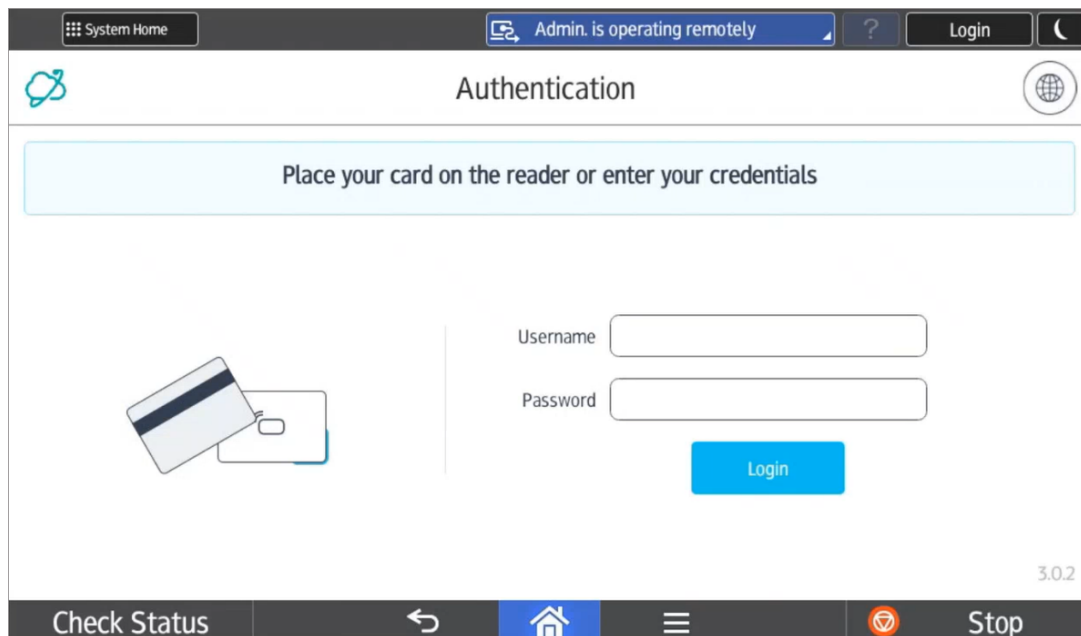 System Home
Admin. is operating remotely
?
Login
Authentication
Place your card on the reader or enter your credentials
Username
Password
Login
3.0.2
Check Status
Stop